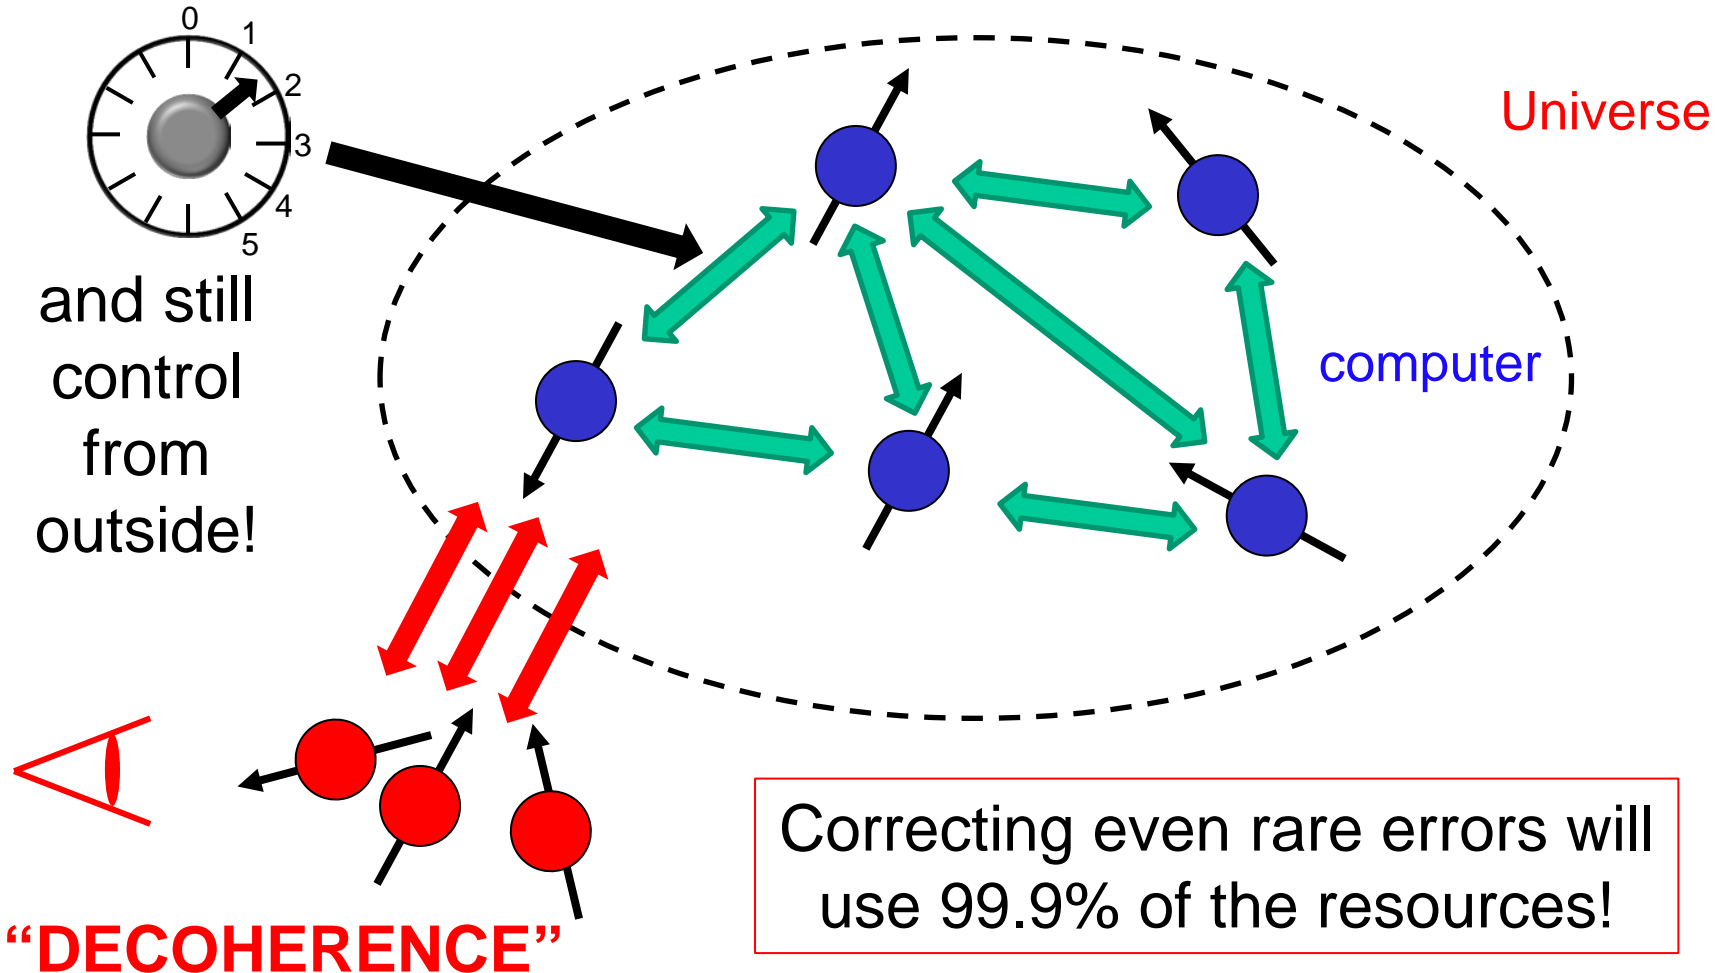 0
1
2
3
4
5
and still
control
from
outside!
Universe
computer
“DECOHERENCE”
Correcting even rare errors will
use 99.9% of the resources!